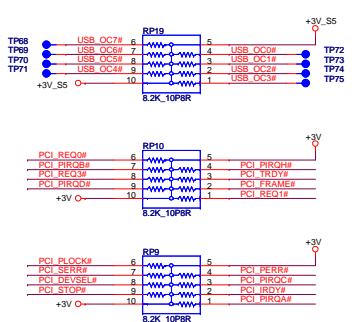 +3V_S5
RP19
TP68 USB_OC7# 6 5
TP69 USB_OC6# 7 4 USB_OC0# TP72
TP70 USB_OC5# 8 3 USB_OC1# TP73
TP71 USB_OC4# 9 2 USB_OC2# TP74
+3V_S5 10 1 USB_OC3# TP75
8.2K_10P8R
+3V
RP10
PCI_REQ0# 6 5
PCI_PIRQB# 7 4 PCI_PIRQH#
PCI_REQ3# 8 3 PCI_TRDY#
PCI_PIRQD# 9 2 PCI_FRAME#
+3V 10 1 PCI_REQ1#
8.2K_10P8R
+3V
RP9
PCI_PLOCK# 6 5
PCI_SERR# 7 4 PCI_PERR#
PCI_DEVSEL# 8 3 PCI_PIRQC#
PCI_STOP# 9 2 PCI_IRDY#
+3V 10 1 PCI_PIRQA#
8.2K_10P8R